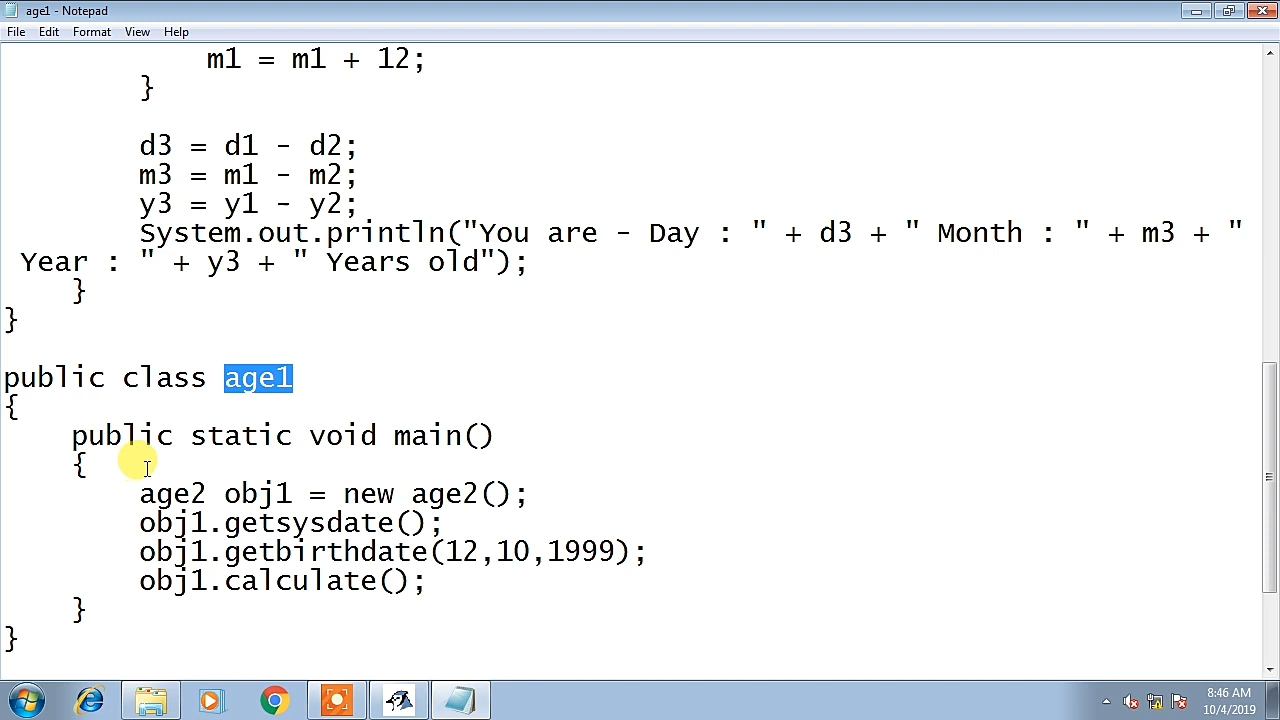 age1 - Notepad
File Edit Format View Help
m1 = m1 + 12;
}
d3 = d1 - d2;
m3 = m1 - m2;
y3 = y1 - y2;
System.out.println("You are - Day : " + d3 + " Month : " + m3 + "
Year : " + y3 + " Years old");
}
}
public class age1
{
public static void main()
{
age2 obj1 = new age2();
obj1.getsysdate();
obj1.getbirthdate(12,10,1999);
obj1.calculate();
}
}
8:46 AM
10/4/2019